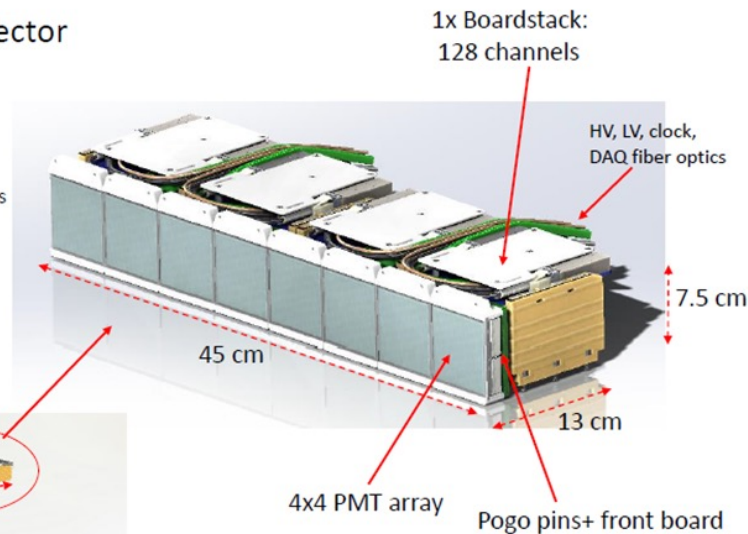 ector
1x Boardstack:
128 channels
HV, LV, clock,
DAQ fiber optics
s
7.5 cm
45 cm
13 cm
4x4 PMT array
Pogo pins+ front board